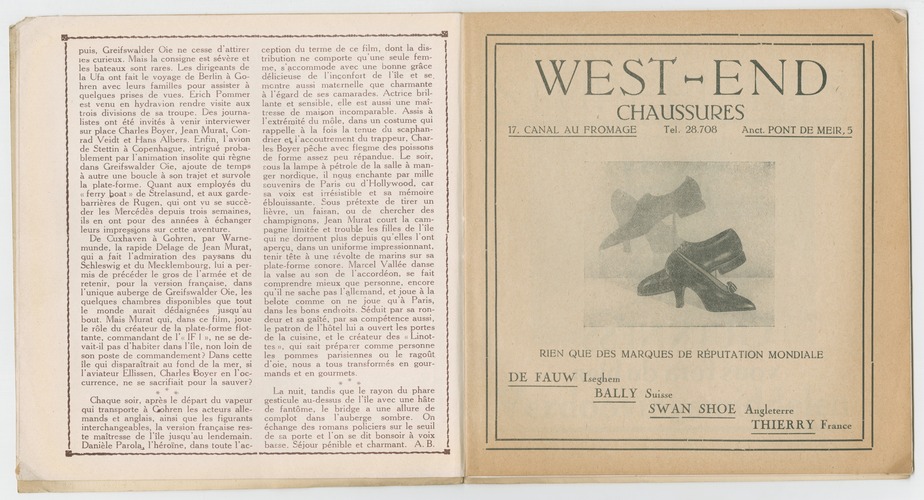 puis, Greifswalder Oie ne cesse d'attirer
les curieux. Mais la consigne est sévère et
les bateaux sont rares. Les dirigeants de
la Ufa ont fait le voyage de Berlin à Go-
hren avec leurs familles pour assister à
quelques prises de vues. Erich Pommer
est venu en hydravion rendre visite aux
trois divisions de sa troupe. Des journa-
listes ont été invités à venir interviewer
sur place Charles Boyer, Jean Murat, Con-
rad Veidt et Hans Albers. Enfin, l'avion
de Stettin à Copenhague, intrigué proba-
blement par l'animation insolite qui règne
dans Greifswalder Oie, ajoute de temps
à autre une boucle à son trajet et survole
la plate-forme. Quant aux employés du
« ferry boat » de Strelasund, et aux garde-
barrières de Rugen, qui ont vu se succé-
der les Mercédès depuis trois semaines,
ils en ont pour des années à échanger
leurs impressions sur cette aventure.
De Cuxhaven à Gohren, par Warne-
munde, la rapide Delage de Jean Murat,
qui a fait l'admiration des paysans du
Schleswig et du Mecklembourg, lui a per-
mis de précéder le gros de l'armée et de
retenir, pour la version française, dans
l'unique auberge de Greifswalder Oie, les
quelques chambres disponibles que tout
le monde aurait dédaignées jusqu'au
bout. Mais Murat qui, dans ce film, joue
le rôle du créateur de la plate-forme flot-
tante, commandant de l'« IF I », ne se de-
vait-il pas d'habiter dans l'île, non loin de
son poste de commandement? Dans cette
île qui disparaîtrait au fond de la mer, si
l'aviateur Ellissen, Charles Boyer en l'oc-
currence, ne se sacrifiait pour la sauver?
* * *
Chaque soir, après le départ du vapeur
qui transporte à Gohren les acteurs alle-
mands et anglais, ainsi que les figurants
interchangeables, la version française res-
te maîtresse de l'île jusqu'au lendemain.
Danièle Parola, l'héroïne, dans toute l'ac-
ception du terme de ce film, dont la dis-
tribution ne comporte qu'une seule fem-
me, s'accommode avec une bonne grâce
délicieuse de l'inconfort de l'île et se
montre aussi maternelle que charmante
à l'égard de ses camarades. Actrice bril-
lante et sensible, elle est aussi une maî-
tresse de maison incomparable. Assis à
l'extrémité du môle, dans un costume qui
rappelle à la fois la tenue du scaphan-
drier et l'accoutrement du trappeur, Char-
les Boyer pêche avec flegme des poissons
de forme assez peu répandue. Le soir,
sous la lampe à pétrole de la salle à man-
ger nordique, il nous enchante par mille
souvenirs de Paris ou d'Hollywood, car
sa voix est irrésistible et sa mémoire
éblouissante. Sous prétexte de tirer un
lièvre, un faisan, ou de chercher des
champignons, Jean Murat court la cam-
pagne limitée et trouble les filles de l'île
qui ne dorment plus depuis qu'elles l'ont
aperçu, dans un uniforme impressionnant,
tenir tête à une révolte de marins sur sa
plate-forme sonore. Marcel Vallée danse
la valse au son de l'accordéon, se fait
comprendre mieux que personne, encore
qu'il ne sache pas l'allemand, et joue à la
belote comme on ne joue qu'à Paris,
dans les bons endroits. Séduit par sa ron-
deur et sa gaîté, par sa compétence aussi,
le patron de l'hôtel lui a ouvert les portes
de la cuisine, et le créateur des « Linot-
tes », qui sait préparer comme personne
les pommes parisiennes ou le ragoût
d'oie, nous a tous transformés en gour-
mands et en gourmets.
* * *
La nuit, tandis que le rayon du phare
gesticule au-dessus de l'île avec une hâte
de fantôme, le bridge a une allure de
complot dans l'auberge sombre. On
échange des romans policiers sur le seuil
de sa porte et l'on se dit bonsoir à voix
basse. Séjour pénible et charmant. A.B.
WEST-END
CHAUSSURES
17. CANAL AU FROMAGE Tel. 28.708 Anct. PONT DE MEIR, 5
RIEN QUE DES MARQUES DE RÉPUTATION MONDIALE
DE FAUW Iseghem
BALLY Suisse
SWAN SHOE Angleterre
THIERRY France